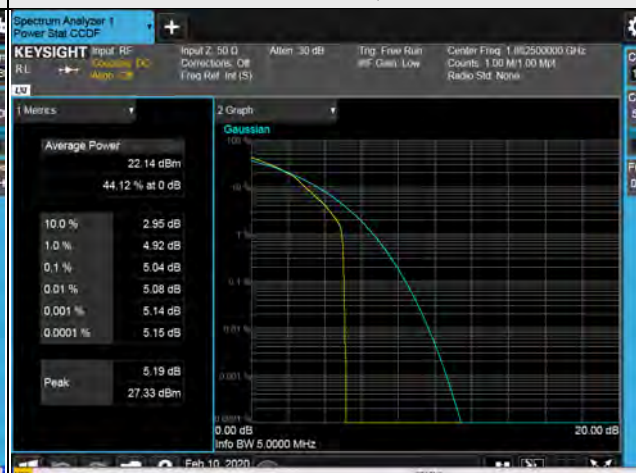 Spectrum Analyzer 1
Power Stat CCDF
+
KEYSIGHT Input: RF Input Z: 50 Ω Atten: 30 dB Trig: Free Run Center Freq: 1.882500000 GHz
RL Coupling: DC Corrections: Off #IF Gain: Low Counts: 1.00 M/1.00 Mpt
Align: Off Freq Ref: Int (S) Radio Std: None
LXI
1 Metrics
2 Graph
Gaussian
Average Power
22.14 dBm
44.12 % at 0 dB
10.0 % 2.95 dB
1.0 % 4.92 dB
0.1 % 5.04 dB
0.01 % 5.08 dB
0.001 % 5.14 dB
0.0001 % 5.15 dB
Peak 5.19 dB
27.33 dBm
100 %
10 %
1 %
0.1 %
0.01 %
0.001 %
0.0001 %
0.00 dB 20.00 dB
Info BW 5.0000 MHz
Feb 10, 2020